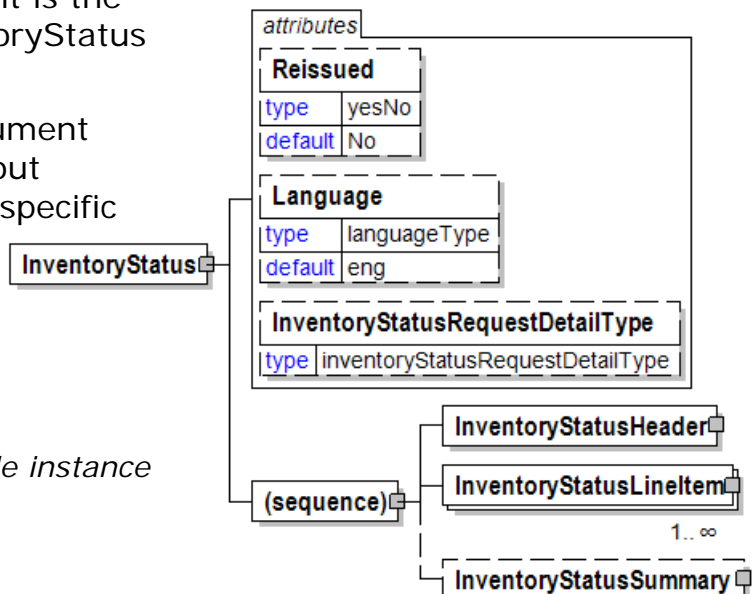 t is the
oryStatus
ument
out
specific
le instance
InventoryStatus
attributes
Reissued
type yesNo
default No
Language
type languageType
default eng
InventoryStatusRequestDetailType
type inventoryStatusRequestDetailType
(sequence)
InventoryStatusHeader
InventoryStatusLineItem
1.. ∞
InventoryStatusSummary